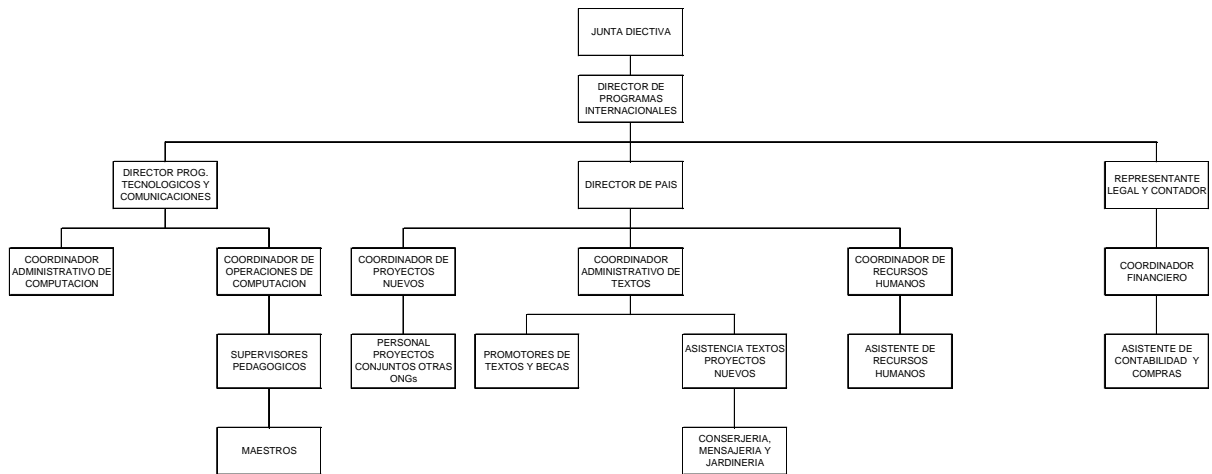 JUNTA DIECTIVA
DIRECTOR DE
PROGRAMAS
INTERNACIONALES
DIRECTOR PROG.
TECNOLOGICOS Y
COMUNICACIONES
DIRECTOR DE PAIS
REPRESENTANTE
LEGAL Y CONTADOR
COORDINADOR
ADMINISTRATIVO DE
COMPUTACION
COORDINADOR DE
OPERACIONES DE
COMPUTACION
COORDINADOR DE
PROYECTOS
NUEVOS
COORDINADOR
ADMINISTRATIVO DE
TEXTOS
COORDINADOR DE
RECURSOS
HUMANOS
COORDINADOR
FINANCIERO
SUPERVISORES
PEDAGOGICOS
PERSONAL
PROYECTOS
CONJUNTOS OTRAS
ONGs
PROMOTORES DE
TEXTOS Y BECAS
ASISTENCIA TEXTOS
PROYECTOS
NUEVOS
ASISTENTE DE
RECURSOS
HUMANOS
ASISTENTE DE
CONTABILIDAD Y
COMPRAS
MAESTROS
CONSERJERIA,
MENSAJERIA Y
JARDINERIA